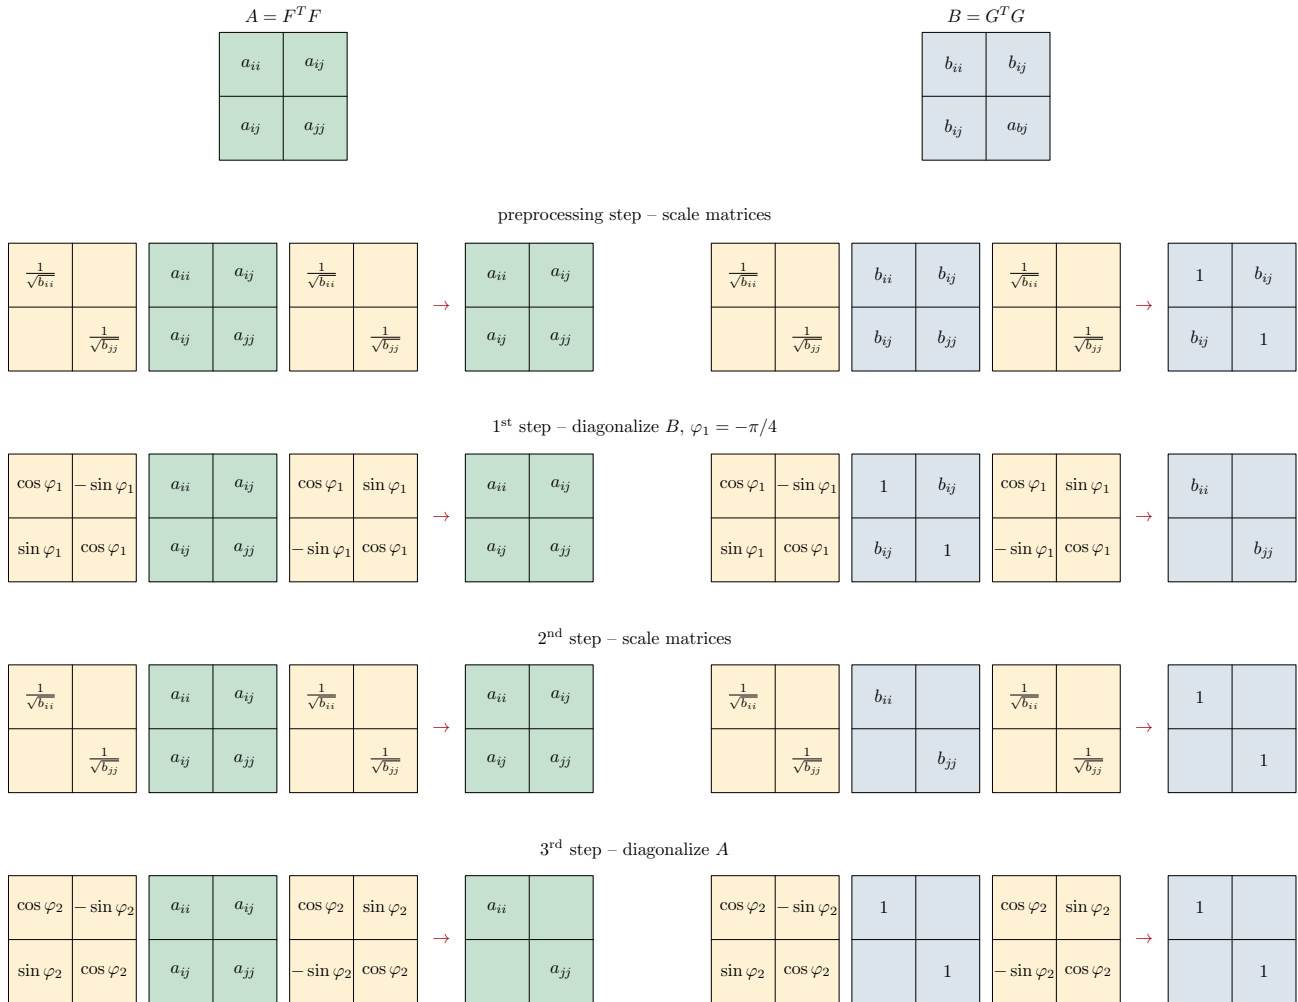 A = FᵀF B = GᵀG
a_ii a_ij b_ii b_ij
a_ij a_jj b_ij a_bj
preprocessing step – scale matrices
1/√b_ii a_ii a_ij 1/√b_ii a_ii a_ij 1/√b_ii b_ii b_ij 1/√b_ii 1 b_ij
→ →
1/√b_jj a_ij a_jj 1/√b_jj a_ij a_jj 1/√b_jj b_ij b_jj 1/√b_jj b_ij 1
1st step – diagonalize B, φ₁ = −π/4
cos φ₁ − sin φ₁ a_ii a_ij cos φ₁ sin φ₁ a_ii a_ij cos φ₁ − sin φ₁ 1 b_ij cos φ₁ sin φ₁ b_ii
→ →
sin φ₁ cos φ₁ a_ij a_jj − sin φ₁ cos φ₁ a_ij a_jj sin φ₁ cos φ₁ b_ij 1 − sin φ₁ cos φ₁ b_jj
2nd step – scale matrices
1/√b_ii a_ii a_ij 1/√b_ii a_ii a_ij 1/√b_ii b_ii 1/√b_ii 1
→ →
1/√b_jj a_ij a_jj 1/√b_jj a_ij a_jj 1/√b_jj b_jj 1/√b_jj 1
3rd step – diagonalize A
cos φ₂ − sin φ₂ a_ii a_ij cos φ₂ sin φ₂ a_ii cos φ₂ − sin φ₂ 1 cos φ₂ sin φ₂ 1
→ →
sin φ₂ cos φ₂ a_ij a_jj − sin φ₂ cos φ₂ a_jj sin φ₂ cos φ₂ 1 − sin φ₂ cos φ₂ 1